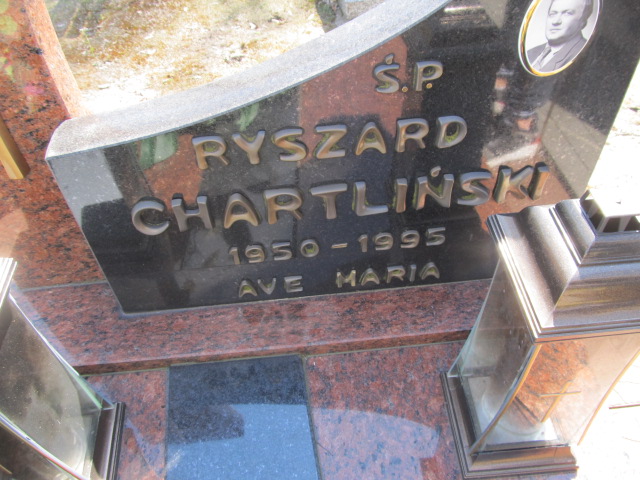 Ś.P.
RYSZARD
CHARTLIŃSKI
1950-1995
AVE MARIA